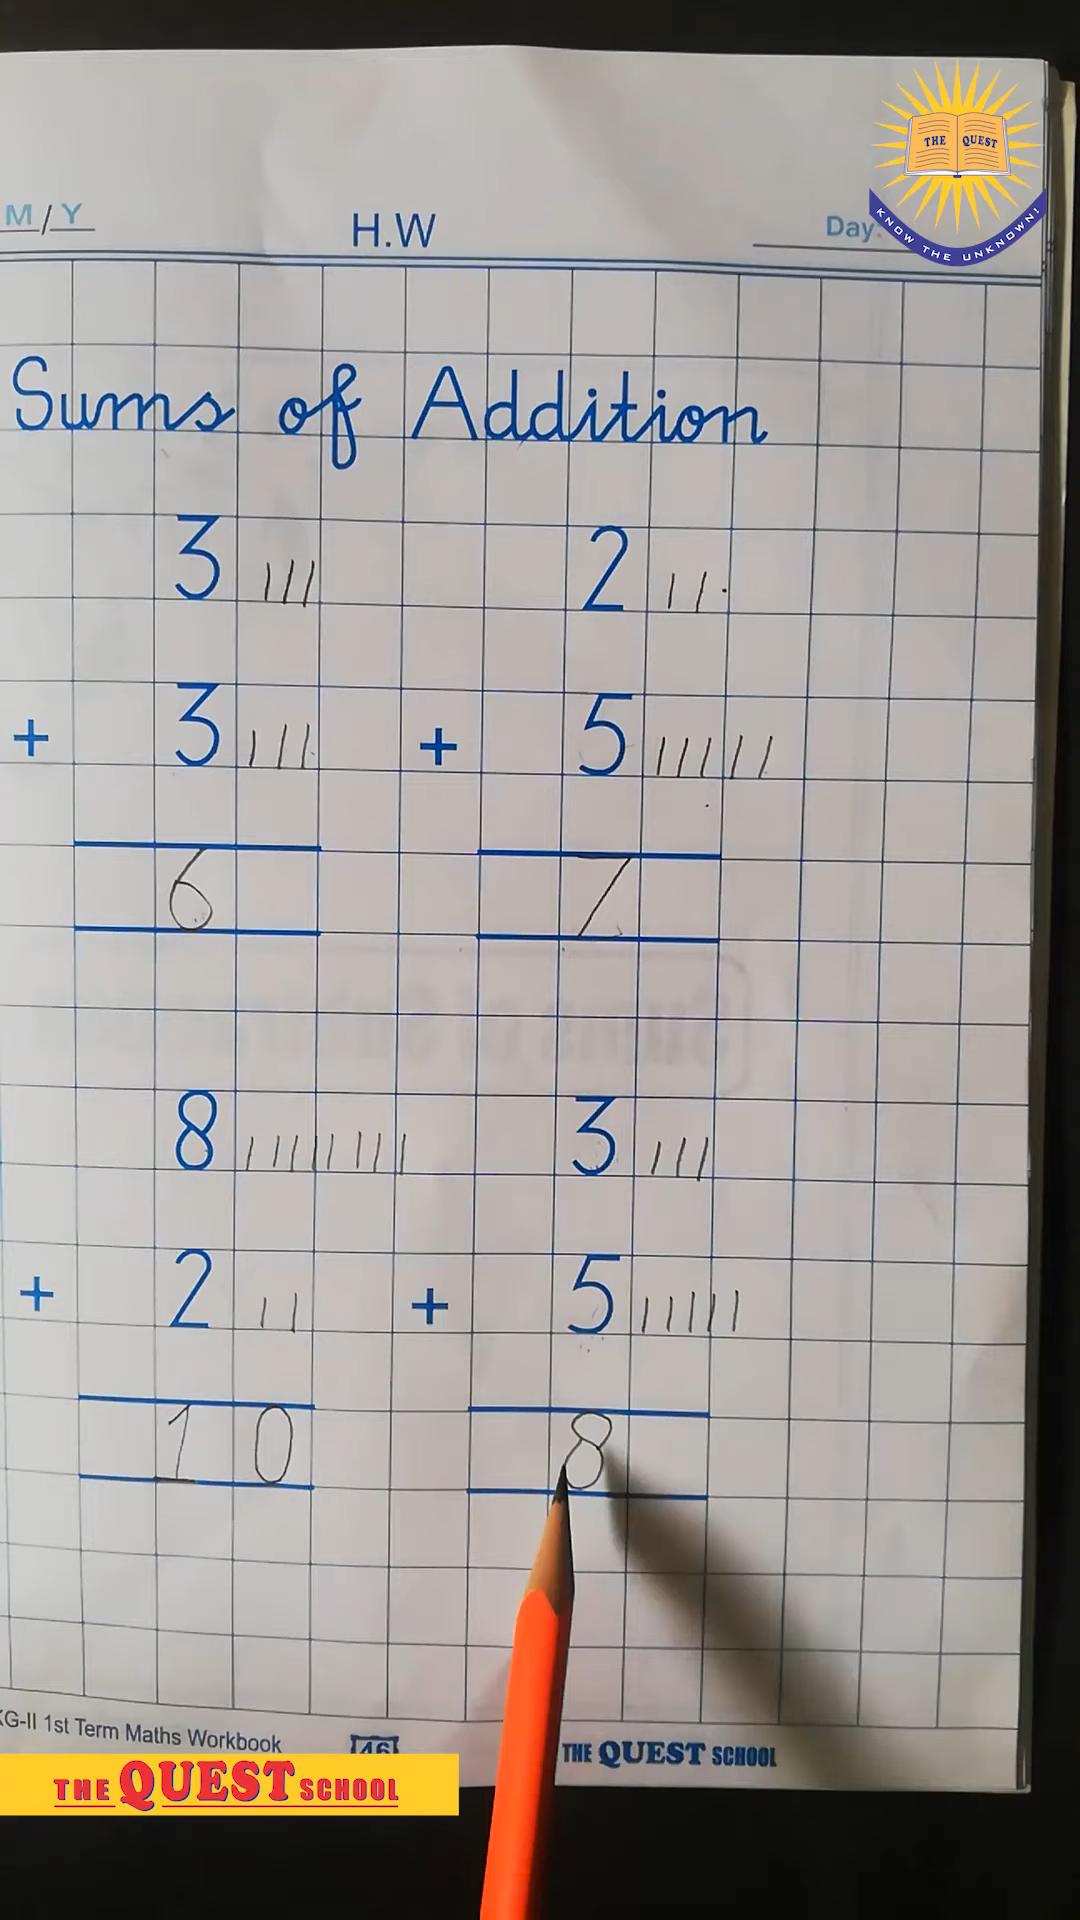 THE QUEST
KNOW THE UNKNOWN!
M/Y H.W Day:
Sums of Addition
3 2
+ 3 + 5
6 7
8 3
+ 2 + 5
10 8
KG-II 1st Term Maths Workbook 46 THE QUEST SCHOOL
THE QUEST SCHOOL